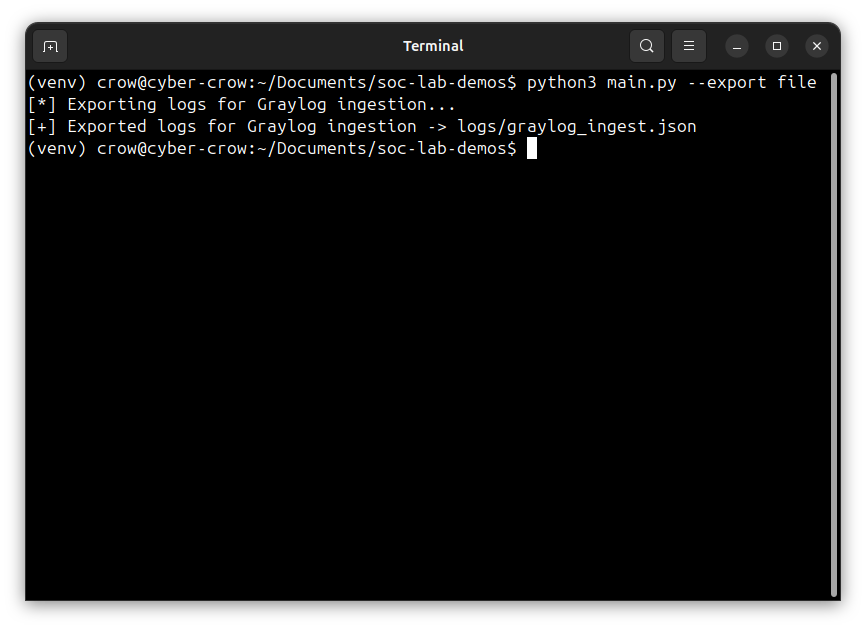 Terminal
(venv) crow@cyber-crow:~/Documents/soc-lab-demos$ python3 main.py --export file
[*] Exporting logs for Graylog ingestion...
[+] Exported logs for Graylog ingestion -> logs/graylog_ingest.json
(venv) crow@cyber-crow:~/Documents/soc-lab-demos$